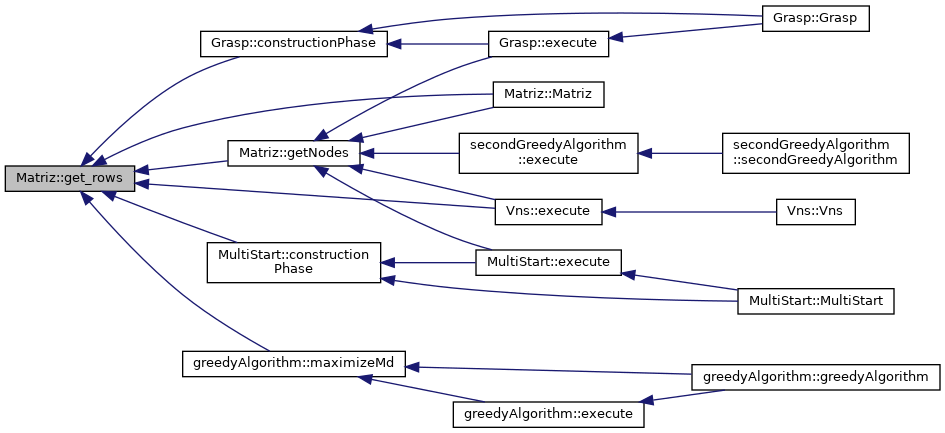 Grasp::Grasp
Grasp::constructionPhase
Grasp::execute
Matriz::Matriz
Matriz::getNodes
secondGreedyAlgorithm
::execute
secondGreedyAlgorithm
::secondGreedyAlgorithm
Matriz::get_rows
Vns::execute
Vns::Vns
MultiStart::construction
Phase
MultiStart::execute
MultiStart::MultiStart
greedyAlgorithm::maximizeMd
greedyAlgorithm::greedyAlgorithm
greedyAlgorithm::execute